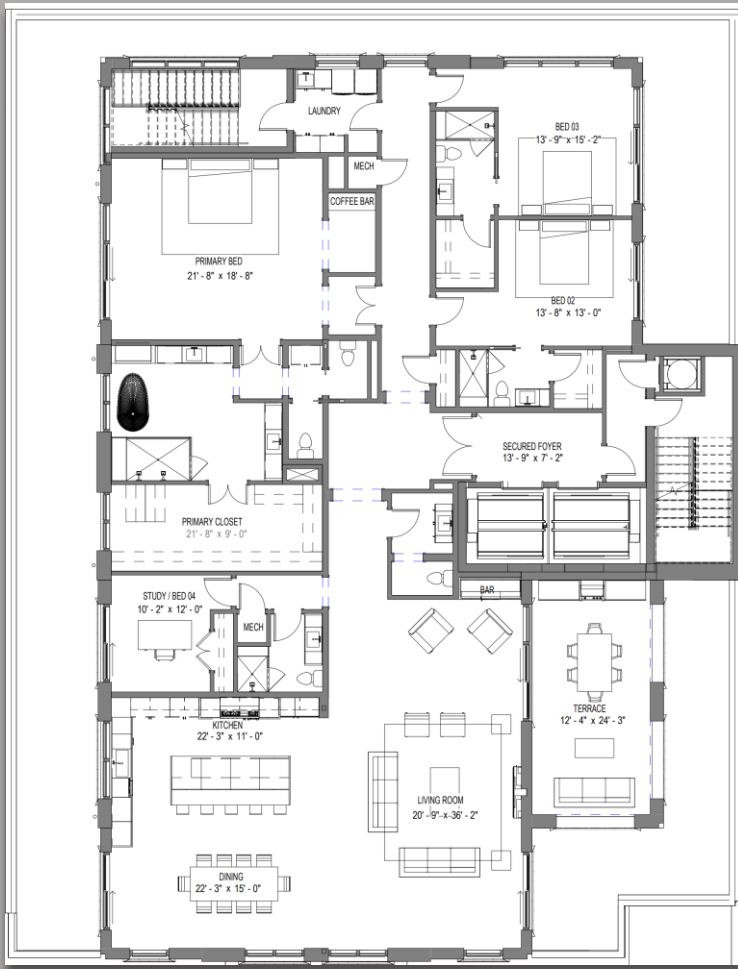 LAUNDRY
BED 03
13' - 9" x 15' - 2"
MECH
COFFEE BAR
PRIMARY BED
21' - 8" x 18' - 8"
BED 02
13' - 8" x 13' - 0"
SECURED FOYER
13' - 9" x 7' - 2"
PRIMARY CLOSET
21' - 8" x 9' - 0"
STUDY / BED 04
10' - 2" x 12' - 0"
MECH
BAR
TERRACE
12' - 4" x 24' - 3"
KITCHEN
22' - 3" x 11' - 0"
LIVING ROOM
20' - 9" x 36' - 2"
DINING
22' - 3" x 15' - 0"